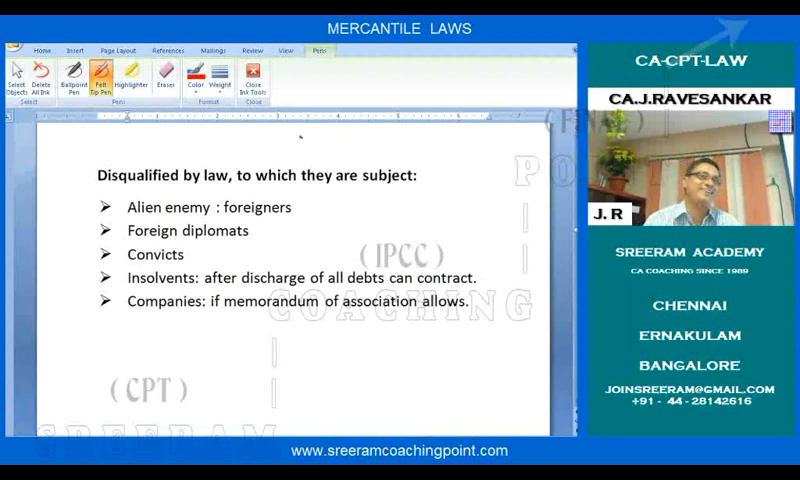 MERCANTILE LAWS
Home Insert Page Layout References Mailings Review View Pens
Select Objects Delete All Ink Ballpoint Pen Felt Tip Pen Highlighter Eraser Color Weight Close Ink Tools
Select Pens Format Close
Disqualified by law, to which they are subject:
Alien enemy : foreigners
Foreign diplomats
Convicts
Insolvents: after discharge of all debts can contract.
Companies: if memorandum of association allows.
(FINAL)
PO
(IPCC)
COACHING
(CPT)
SREERAM
CA-CPT-LAW
CA.J.RAVESANKAR
J. R
SREERAM ACADEMY
CA COACHING SINCE 1989
CHENNAI
ERNAKULAM
BANGALORE
JOINSREERAM@GMAIL.COM
+91 - 44-28142616
www.sreeramcoachingpoint.com